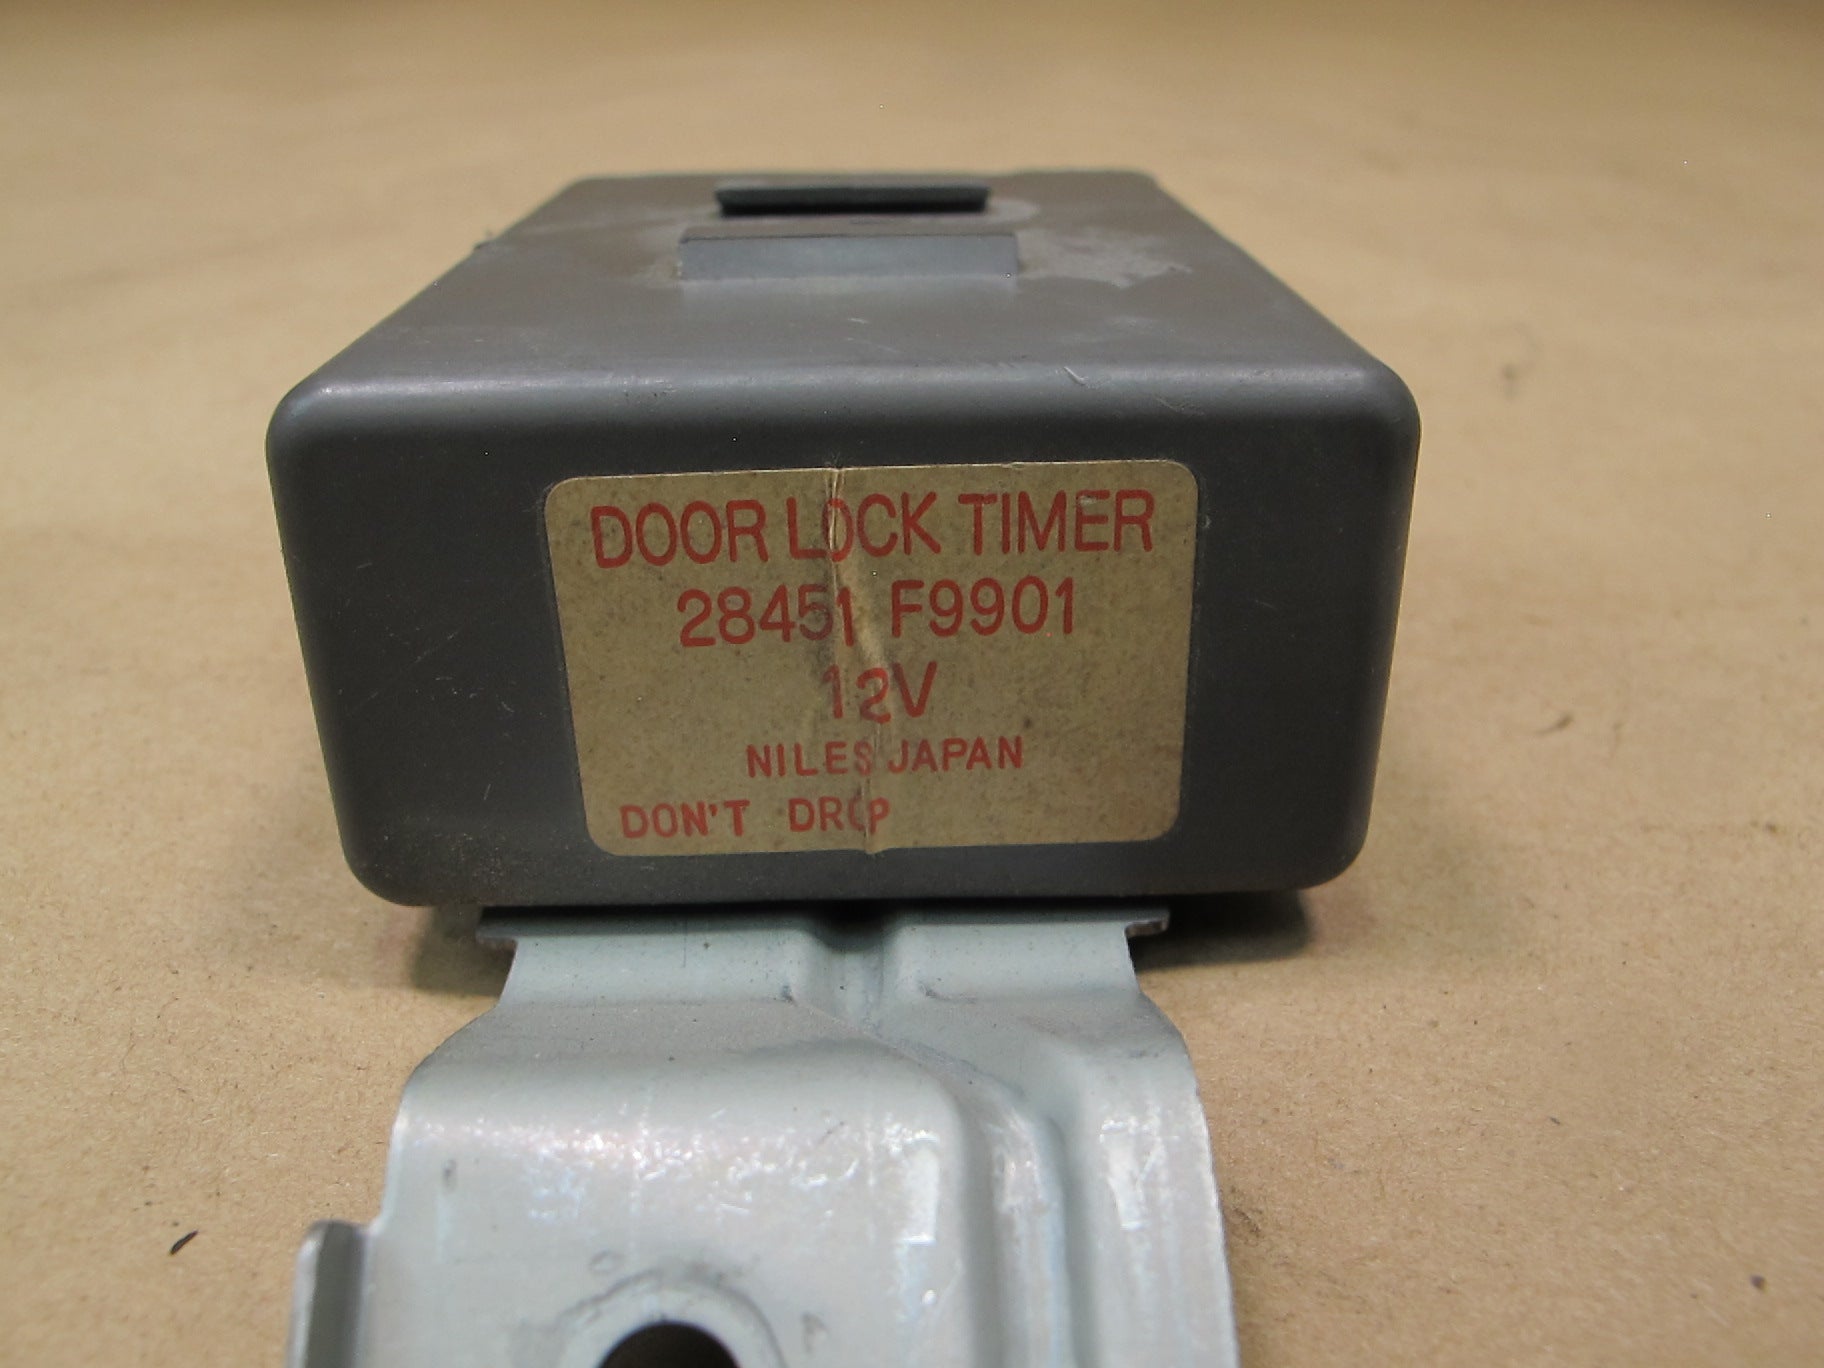 DOOR LOCK TIMER
28451 F9901
12V
NILES JAPAN
DON'T DROP